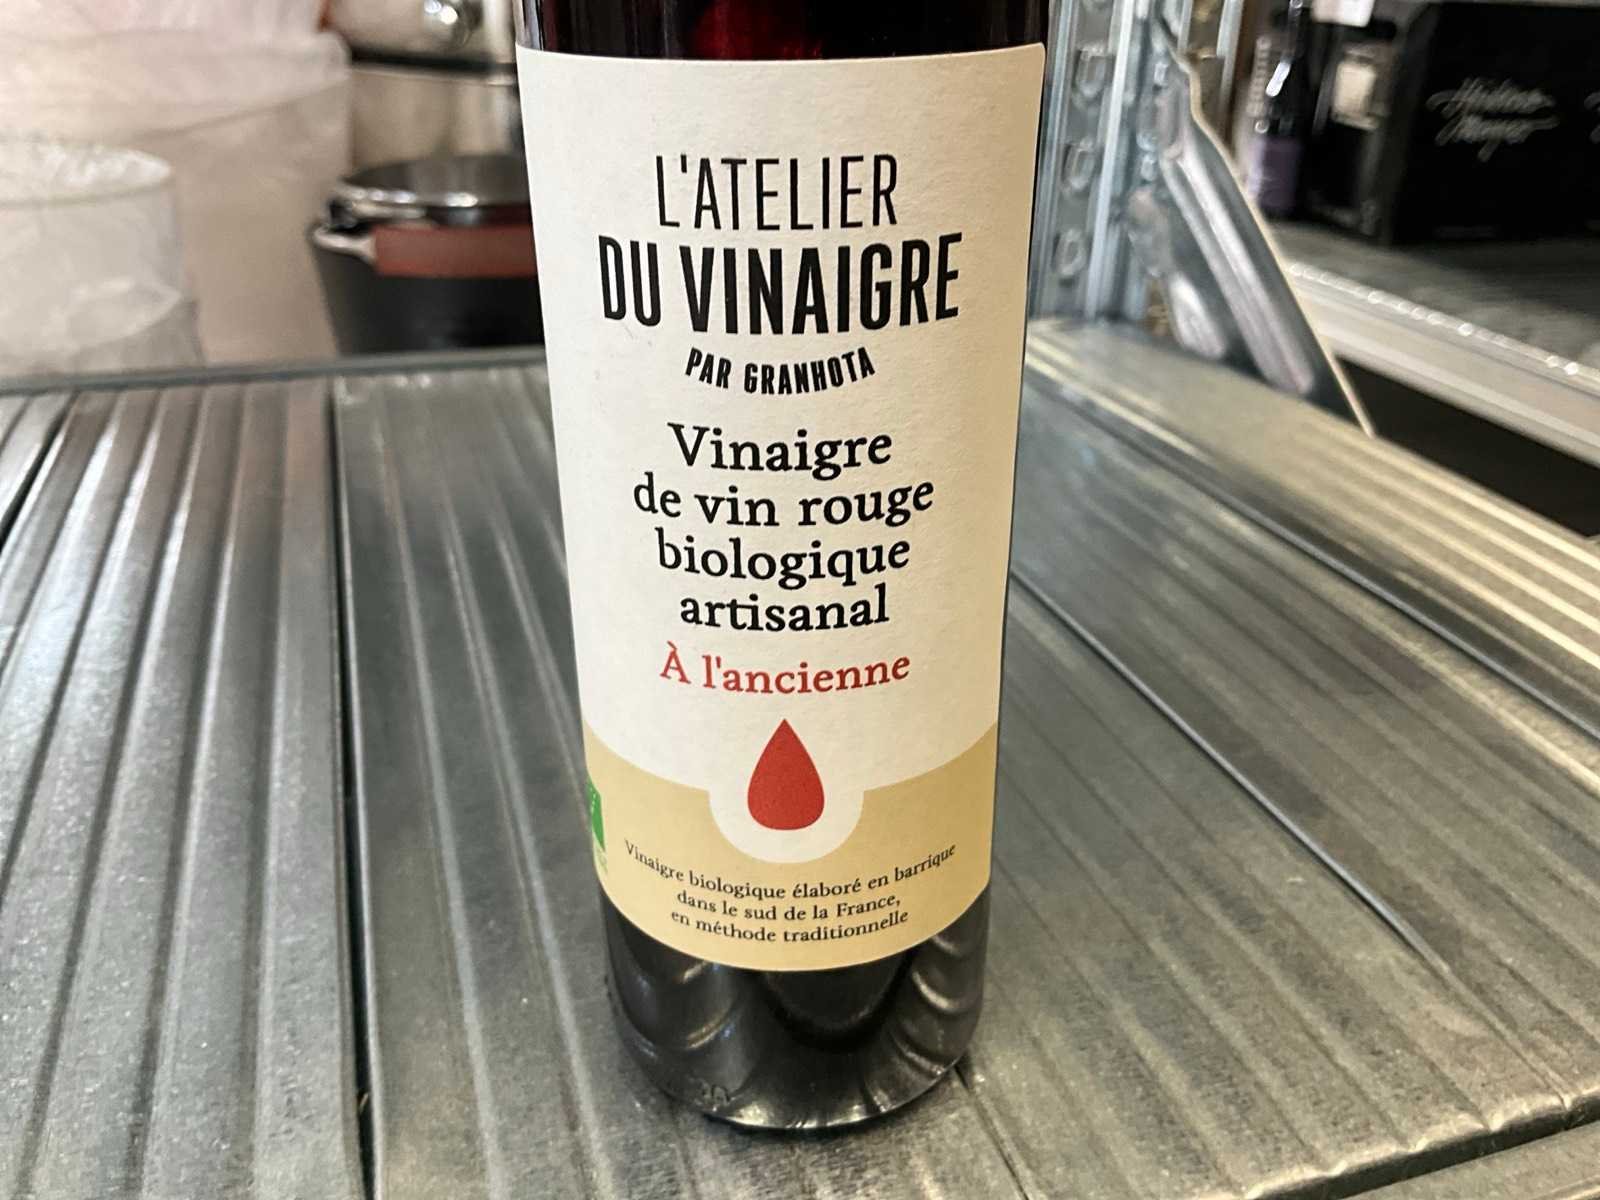 L'ATELIER
DU VINAIGRE
PAR GRANHOTA
Vinaigre
de vin rouge
biologique
artisanal
À l'ancienne
Vinaigre biologique élaboré en barrique
dans le sud de la France,
en méthode traditionnelle